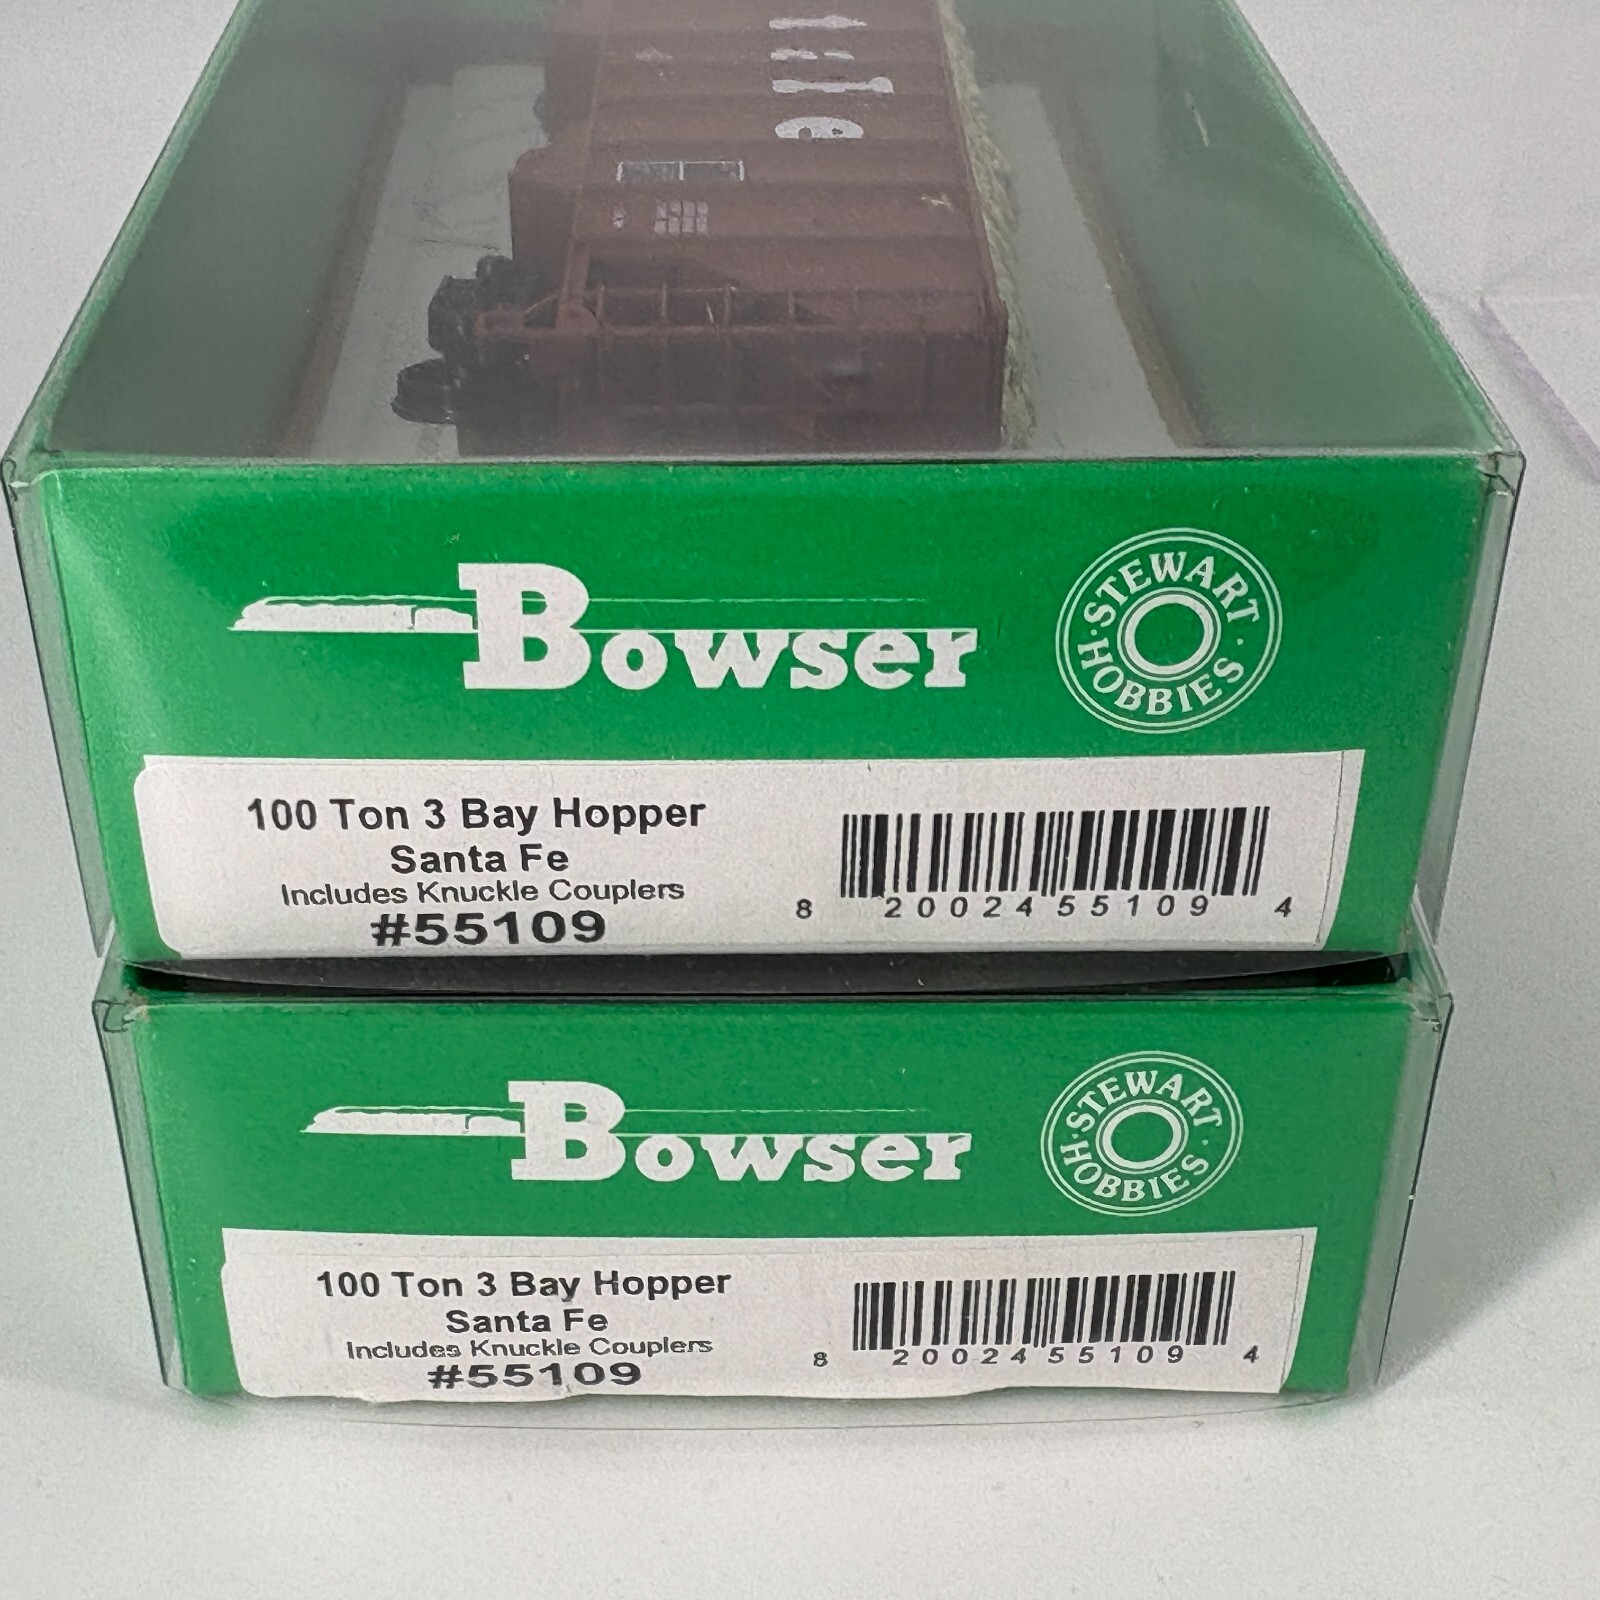 Bowser
STEWART HOBBIES
100 Ton 3 Bay Hopper
Santa Fe
Includes Knuckle Couplers
#55109
8 20024 55109 4
Bowser
STEWART HOBBIES
100 Ton 3 Bay Hopper
Santa Fe
Includes Knuckle Couplers
#55109
8 20024 55109 4